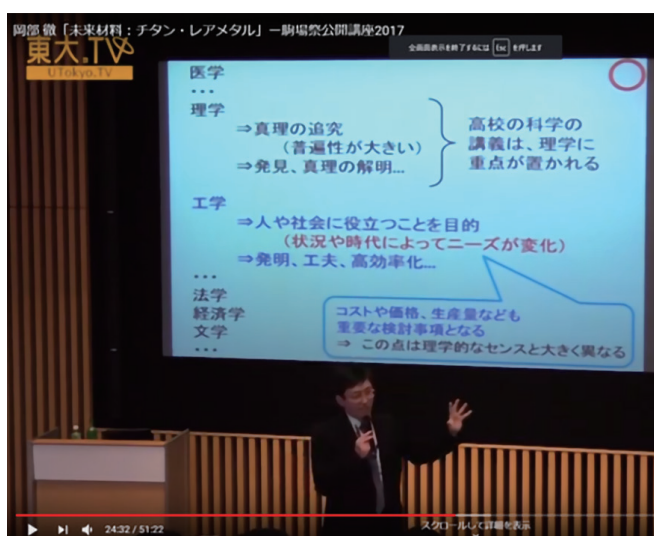 岡部 徹「未来材料：チタン・レアメタル」ー駒場祭公開講座2017
東大.TV
UTokyo.TV
全画面表示を終了するには Esc を押します
医学
…
理学
⇒真理の追究
（普遍性が大きい）
⇒発見、真理の解明…
高校の科学の
講義は、理学に
重点が置かれる
工学
⇒人や社会に役立つことを目的
（状況や時代によってニーズが変化）
⇒発明、工夫、高効率化…
…
法学
経済学
文学
…
コストや価格、生産量なども
重要な検討事項となる
⇒ この点は理学的なセンスと大きく異なる
24:32 / 51:22
スクロールして詳細を表示